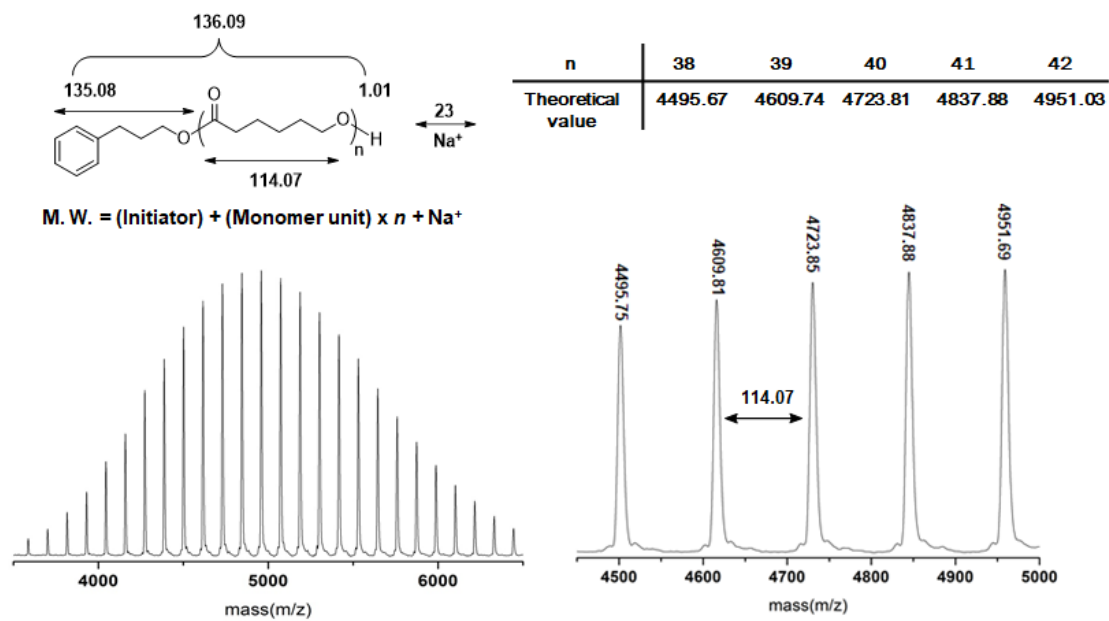 136.09
135.08
1.01
O
O
O
H
n
114.07
23
Na⁺
M. W. = (Initiator) + (Monomer unit) x n + Na⁺
n 38 39 40 41 42
Theoretical value 4495.67 4609.74 4723.81 4837.88 4951.03
4000 5000 6000
mass(m/z)
4495.75
4609.81
4723.85
4837.88
4951.69
114.07
4500 4600 4700 4800 4900 5000
mass(m/z)